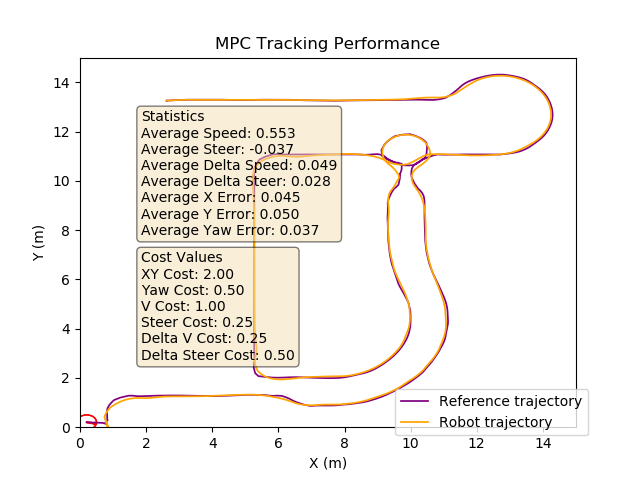 MPC Tracking Performance
Y (m)
14
12
10
8
6
4
2
0
Statistics
Average Speed: 0.553
Average Steer: -0.037
Average Delta Speed: 0.049
Average Delta Steer: 0.028
Average X Error: 0.045
Average Y Error: 0.050
Average Yaw Error: 0.037
Cost Values
XY Cost: 2.00
Yaw Cost: 0.50
V Cost: 1.00
Steer Cost: 0.25
Delta V Cost: 0.25
Delta Steer Cost: 0.50
Reference trajectory
Robot trajectory
0 2 4 6 8 10 12 14
X (m)